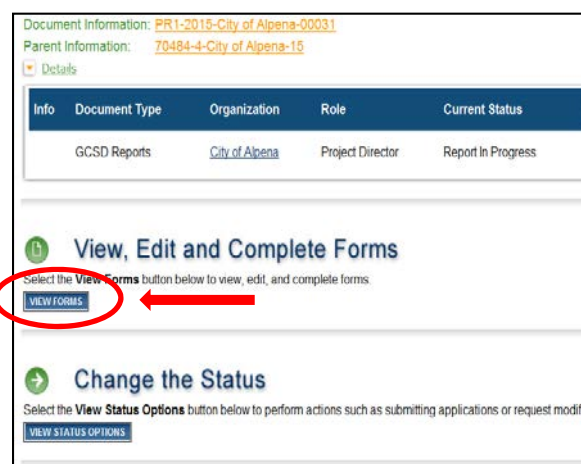 Document Information: PR1-2015-City of Alpena-00031
Parent Information: 70484-4-City of Alpena-15
Details
Info Document Type Organization Role Current Status
GCSD Reports City of Alpena Project Director Report In Progress
View, Edit and Complete Forms
Select the View Forms button below to view, edit, and complete forms.
VIEW FORMS
Change the Status
Select the View Status Options button below to perform actions such as submitting applications or request modif
VIEW STATUS OPTIONS